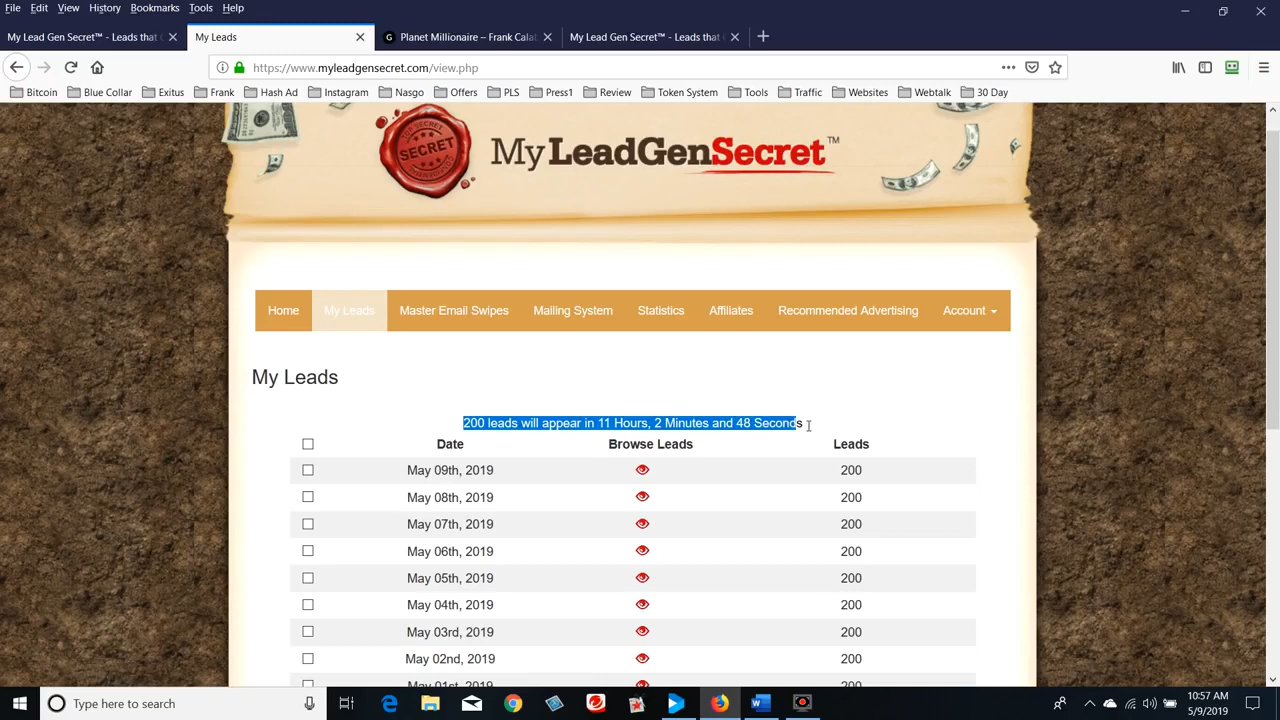 File Edit View History Bookmarks Tools Help
My Lead Gen Secret™ - Leads that
My Leads
Planet Millionaire – Frank Calab
My Lead Gen Secret™ - Leads that
https://www.myleadgensecret.com/view.php
Bitcoin Blue Collar Exitus Frank Hash Ad Instagram Nasgo Offers PLS Press1 Review Token System Tools Traffic Websites Webtalk 30 Day
SECRET
MyLeadGenSecret™
Home My Leads Master Email Swipes Mailing System Statistics Affiliates Recommended Advertising Account
My Leads
200 leads will appear in 11 Hours, 2 Minutes and 48 Seconds
Date Browse Leads Leads
May 09th, 2019 200
May 08th, 2019 200
May 07th, 2019 200
May 06th, 2019 200
May 05th, 2019 200
May 04th, 2019 200
May 03rd, 2019 200
May 02nd, 2019 200
May 01st, 2019 200
Type here to search
10:57 AM
5/9/2019